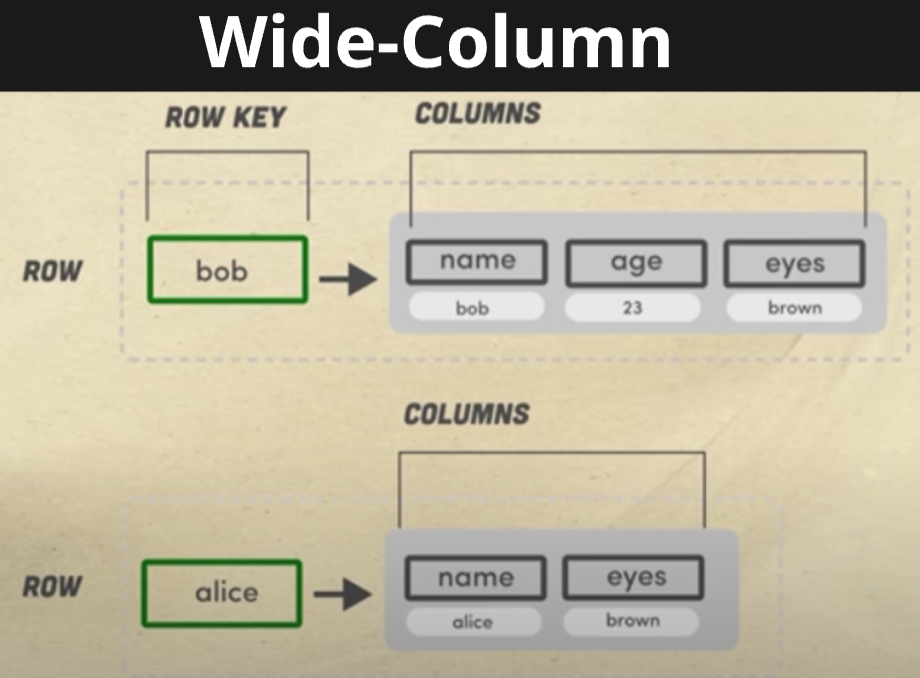 Wide-Column
ROW KEY COLUMNS
ROW bob name age eyes
bob 23 brown
COLUMNS
ROW alice name eyes
alice brown